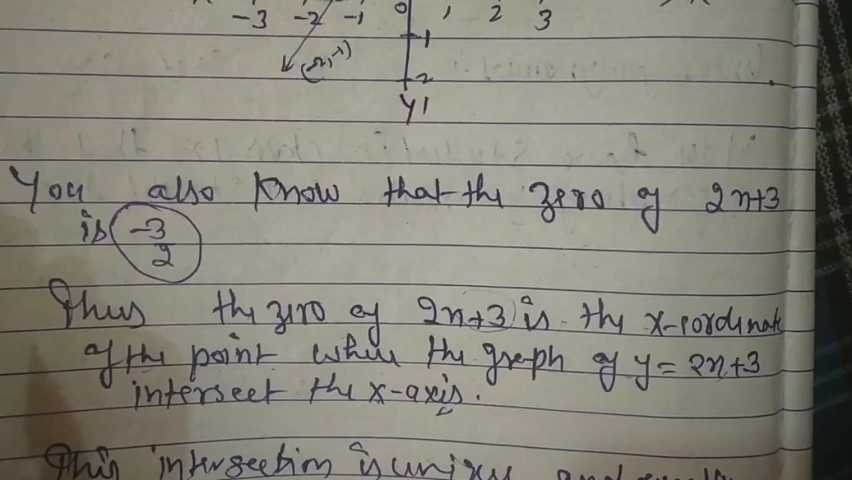 -3 -2 -1 0 1 2 3
-1
(-2,-1)
-2
Y'
You also know that the zero of 2x+3
is -3/2
Thus the zero of 2x+3 is the x-cordinate
of the point where the graph of y = 2x+3
intersect the x-axis.
This intersection is